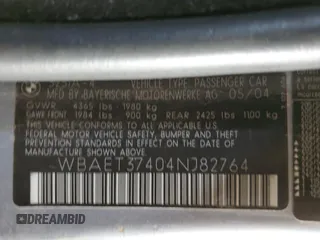 VEHICLE TYPE: PASSENGER CAR
MFD BY BAYERISCHE MOTORENWERKE AG 05/04
GVWR 4365 lbs - 1980 kg
GAWR FRONT 1984 lbs 900 kg REAR 2425 lbs 1100 kg
THIS VEHICLE CONFORMS TO ALL APPLICABLE
FEDERAL MOTOR VEHICLE SAFETY, BUMPER
AND THEFT PREVENTION STANDARDS IN EFFECT
ON THE DATE OF MANUFACTURE SHOWN ABOVE
WBAET37404NJ82764
© DREAMBID